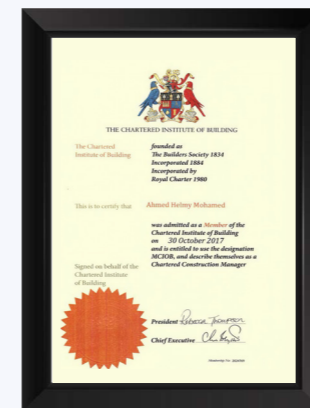 THE CHARTERED INSTITUTE OF BUILDING
The Chartered
Institute of Building
founded as
The Builders Society 1834
Incorporated 1884
Incorporated by
Royal Charter 1980
This is to certify that
Ahmed Helmy Mohamed
was admitted as a Member of the
Chartered Institute of Building
on 30 October 2017
and is entitled to use the designation
MCIOB, and describe themselves as a
Chartered Construction Manager
Signed on behalf of the
Chartered Institute
of Building
President
Chief Executive